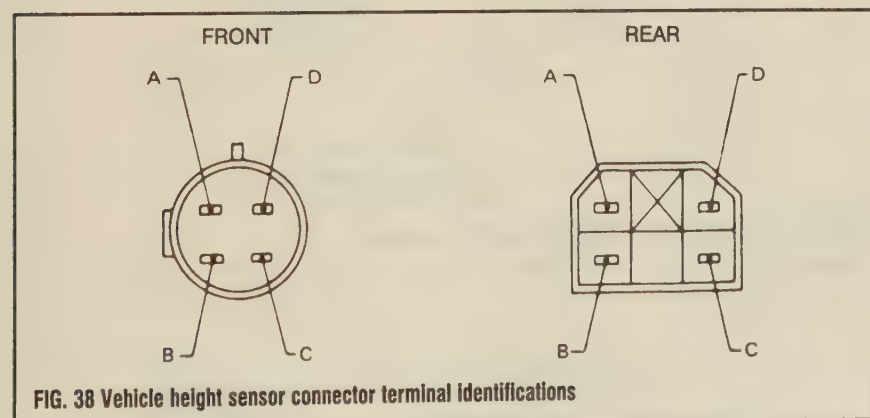 FRONT
REAR
A
D
A
D
B
C
B
C
FIG. 38 Vehicle height sensor connector terminal identifications